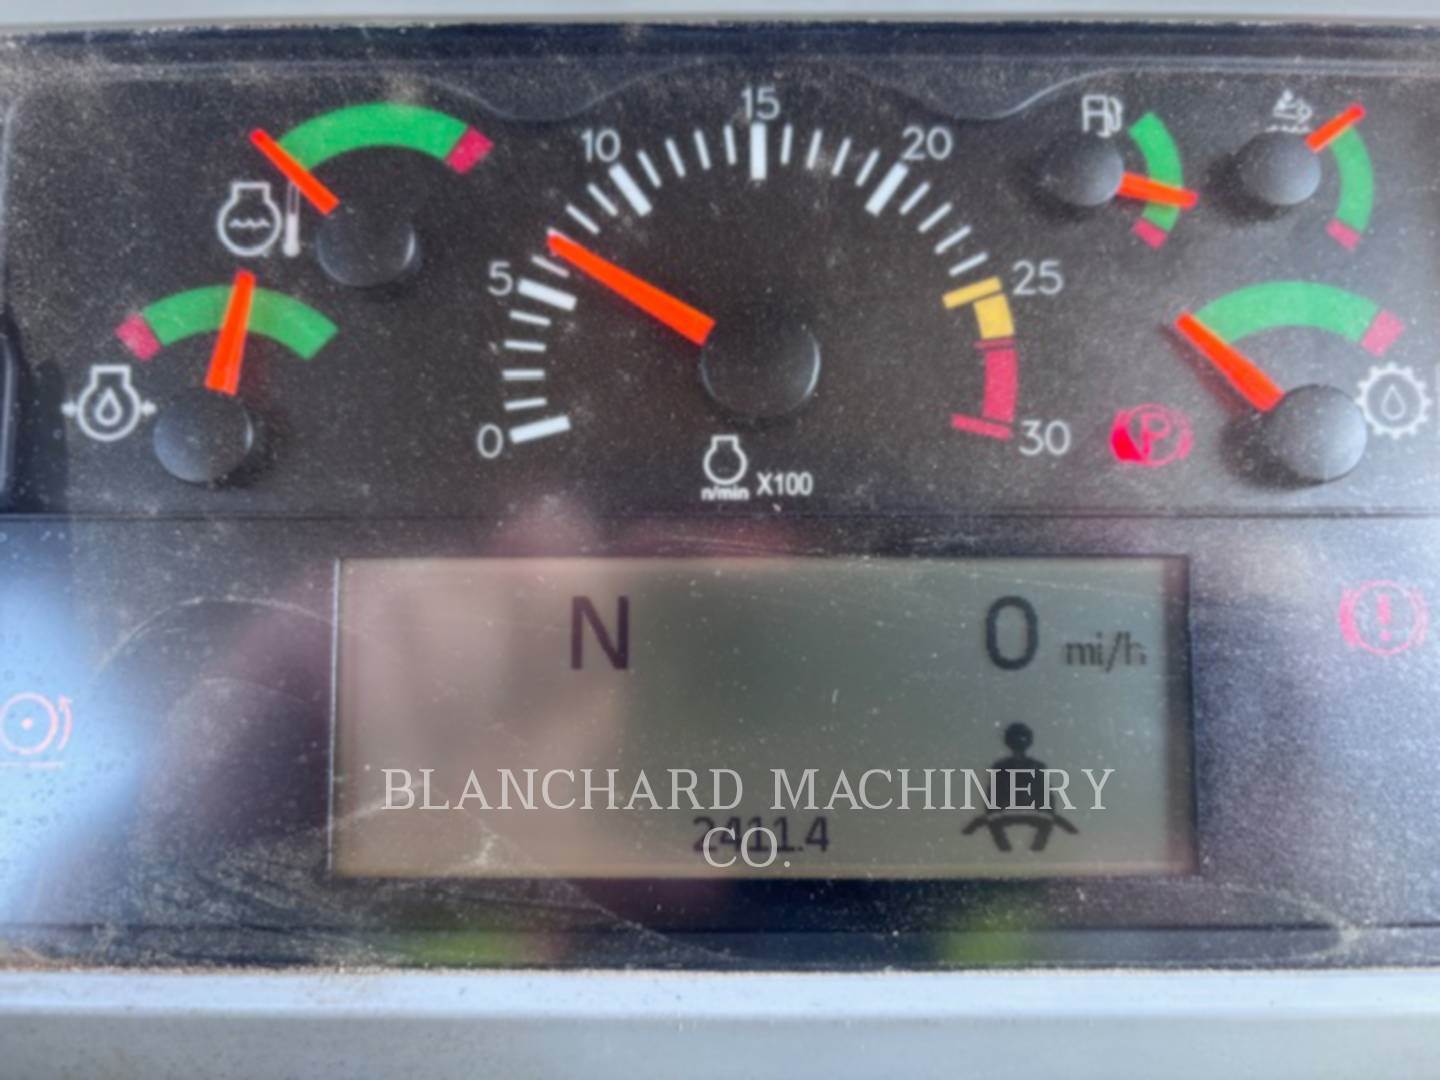 15
10 20
5 25
0 30
P
n/min X100
N 0 mi/h
BLANCHARD MACHINERY
2411.4
CO.